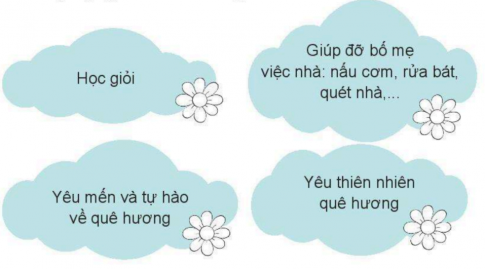 Học giỏi
Giúp đỡ bố mẹ
việc nhà: nấu cơm, rửa bát,
quét nhà,...
Yêu mến và tự hào
về quê hương
Yêu thiên nhiên
quê hương